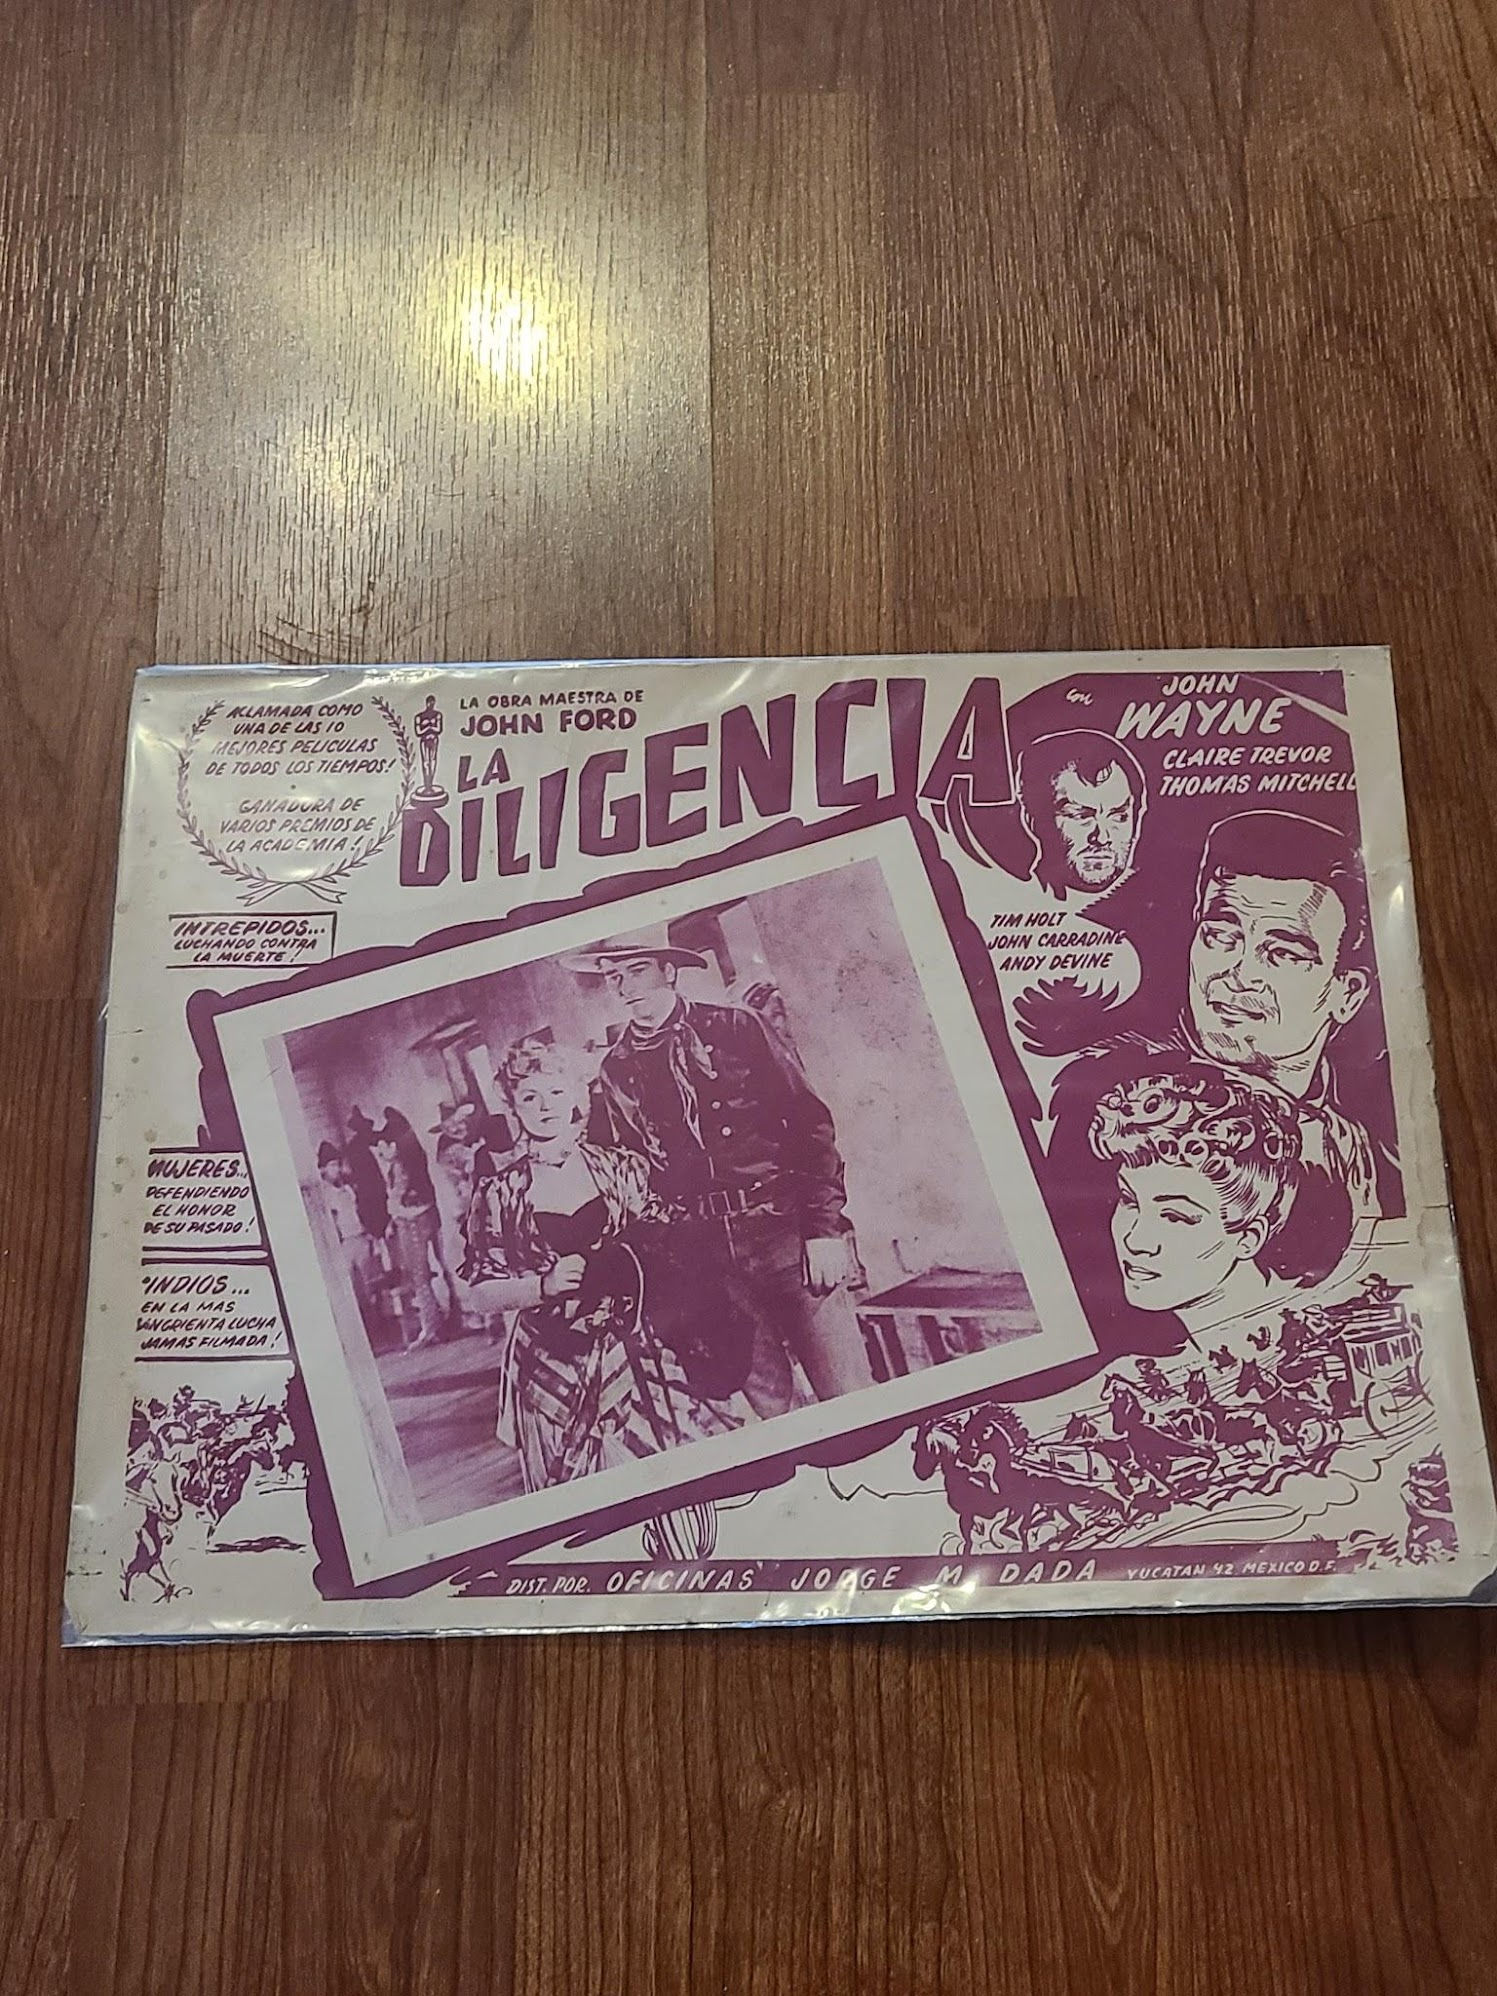 ACLAMADA COMO
UNA DE LAS 10
MEJORES PELICULAS
DE TODOS LOS TIEMPOS!
GANADORA DE
VARIOS PREMIOS DE
LA ACADEMIA!
LA OBRA MAESTRA DE
JOHN FORD
LA
DILIGENCIA
con
JOHN
WAYNE
CLAIRE TREVOR
THOMAS MITCHELL
TIM HOLT
JOHN CARRADINE
ANDY DEVINE
INTREPIDOS...
LUCHANDO CONTRA
LA MUERTE!
MUJERES...
DEFENDIENDO
EL HONOR
DE SU PASADO!
INDIOS...
EN LA MAS
SANGRIENTA LUCHA
JAMAS FILMADA!
DIST. POR. OFICINAS JORGE M. DADA YUCATAN 42 MEXICO D.F.